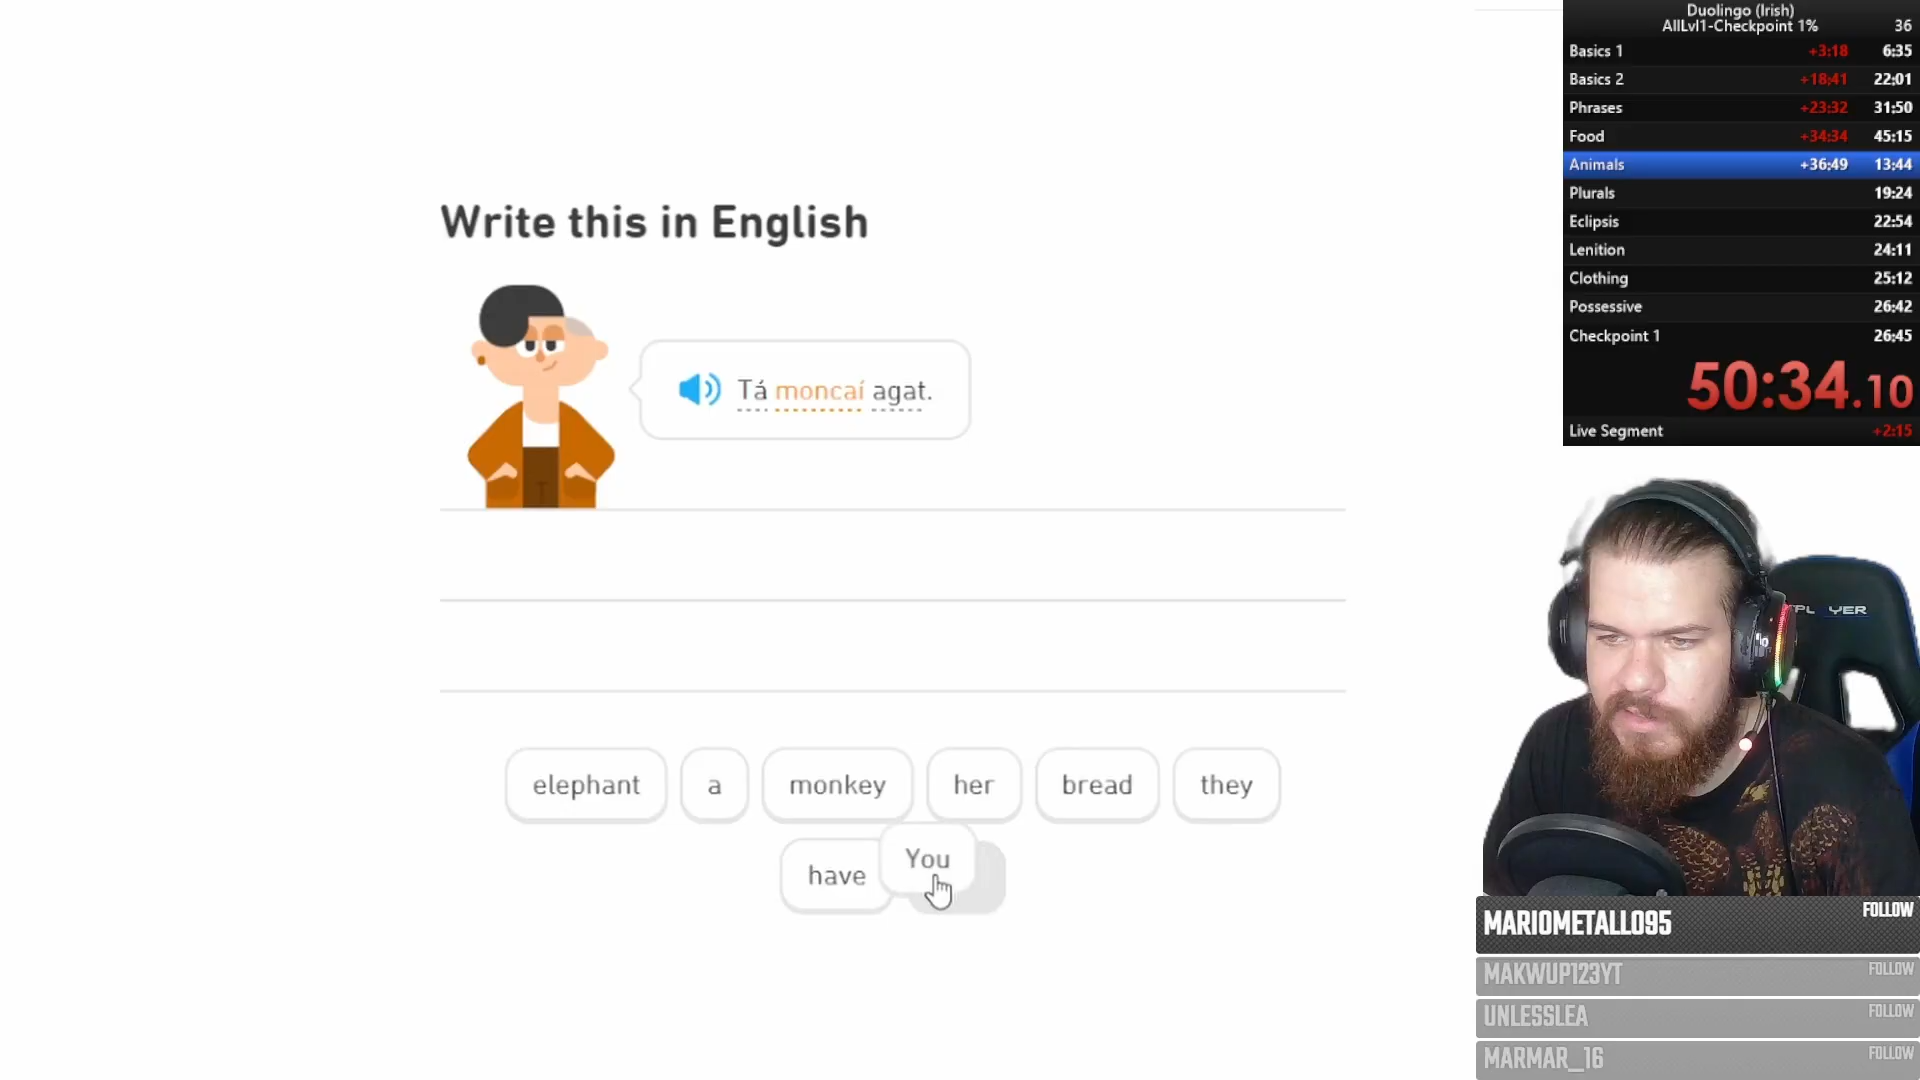 Duolingo (Irish)
AllLvl1-Checkpoint 1% 36
Basics 1 +3:18 6:35
Basics 2 +18:41 22:01
Phrases +23:32 31:50
Food +34:34 45:15
Animals +36:49 13:44
Plurals 19:24
Eclipsis 22:54
Lenition 24:11
Clothing 25:12
Possessive 26:42
Checkpoint 1 26:45
50:34.10
Live Segment +2:15
Write this in English
Tá moncaí agat.
elephant a monkey her bread they
have You
MARIOMETALLO95 FOLLOW
MAKWUP123YT FOLLOW
UNLESSLEA FOLLOW
MARMAR_16 FOLLOW